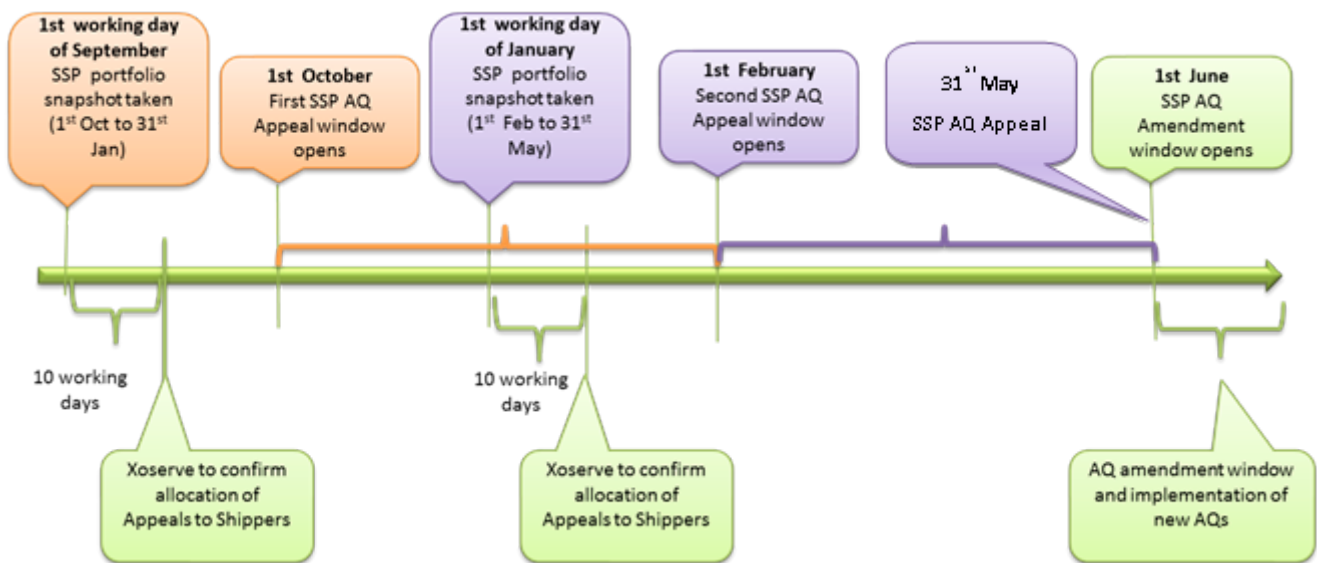 1st working day
of September
SSP portfolio
snapshot taken
(1st Oct to 31st
Jan)
1st October
First SSP AQ
Appeal window
opens
1st working day
of January
SSP portfolio
snapshot taken
(1st Feb to 31st
May)
1st February
Second SSP AQ
Appeal window
opens
31st May
SSP AQ Appeal
1st June
SSP AQ
Amendment
window opens
10 working
days
10 working
days
Xoserve to confirm
allocation of
Appeals to Shippers
Xoserve to confirm
allocation of
Appeals to Shippers
AQ amendment window
and implementation of
new AQs